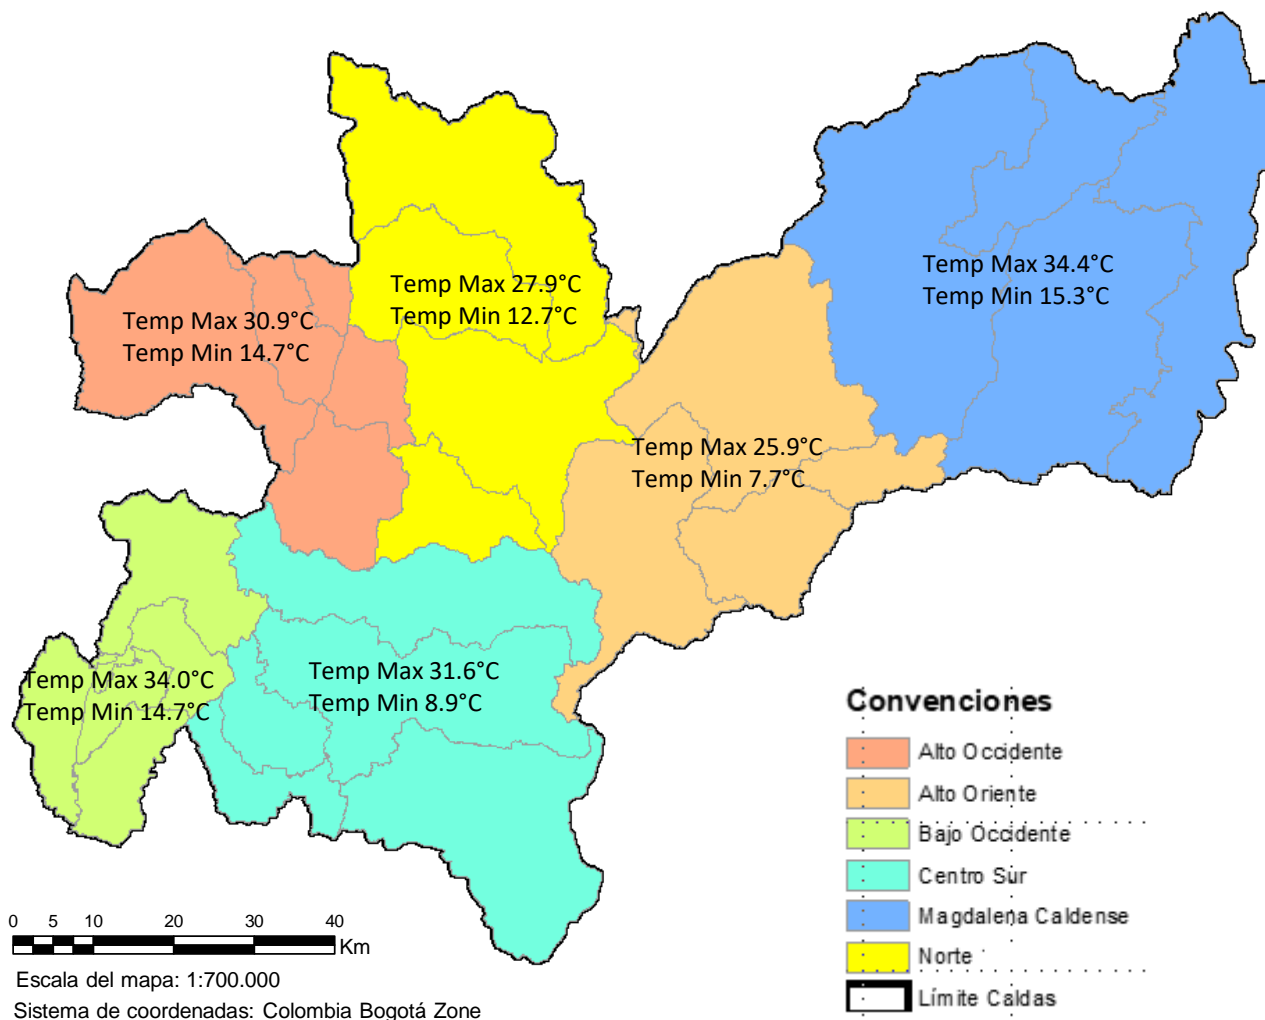 Temp Max 34.4°C
Temp Min 15.3°C
Temp Max 27.9°C
Temp Min 12.7°C
Temp Max 30.9°C
Temp Min 14.7°C
Temp Max 25.9°C
Temp Min 7.7°C
Temp Max 31.6°C
Temp Min 8.9°C
Temp Max 34.0°C
Temp Min 14.7°C
Convenciones
Alto Occidente
Alto Oriente
Bajo Occidente
Centro Sur
Magdalena Caldense
Norte
Límite Caldas
0 5 10 20 30 40
Km
Escala del mapa: 1:700.000
Sistema de coordenadas: Colombia Bogotá Zone